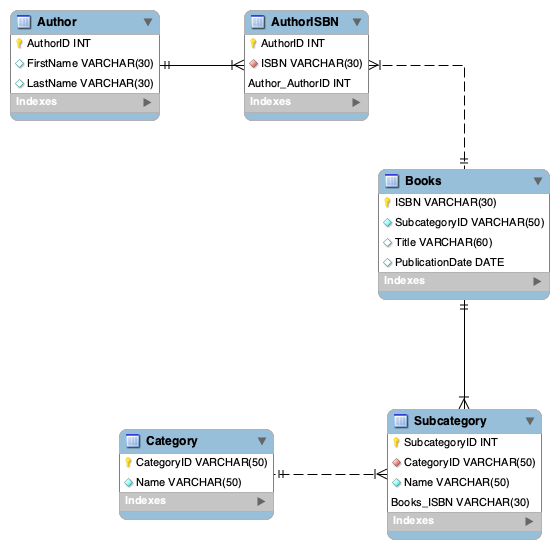 Author
AuthorID INT
FirstName VARCHAR(30)
LastName VARCHAR(30)
Indexes
AuthorISBN
AuthorID INT
ISBN VARCHAR(30)
Author_AuthorID INT
Indexes
Books
ISBN VARCHAR(30)
SubcategoryID VARCHAR(50)
Title VARCHAR(60)
PublicationDate DATE
Indexes
Category
CategoryID VARCHAR(50)
Name VARCHAR(50)
Indexes
Subcategory
SubcategoryID INT
CategoryID VARCHAR(50)
Name VARCHAR(50)
Books_ISBN VARCHAR(30)
Indexes